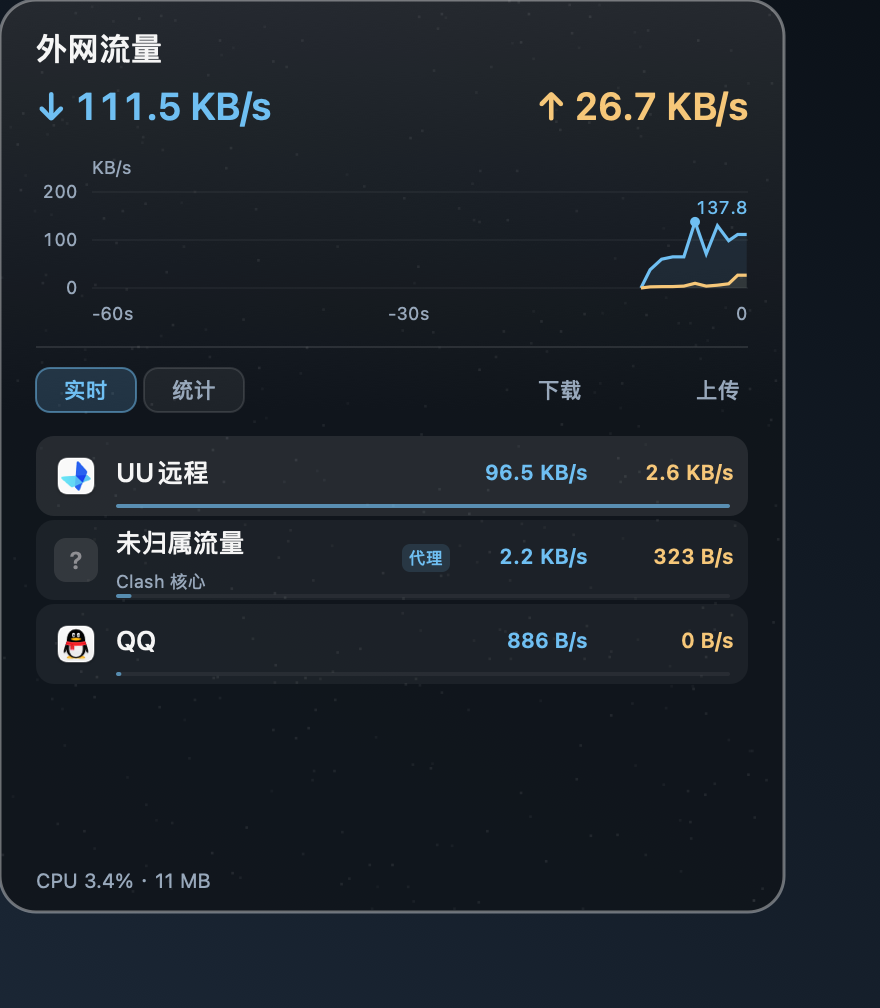 外网流量
↓ 111.5 KB/s ↑ 26.7 KB/s
KB/s
200
137.8
100
0
-60s -30s 0
实时 统计 下载 上传
UU远程 96.5 KB/s 2.6 KB/s
? 未归属流量 代理 2.2 KB/s 323 B/s
Clash 核心
QQ 886 B/s 0 B/s
CPU 3.4% · 11 MB